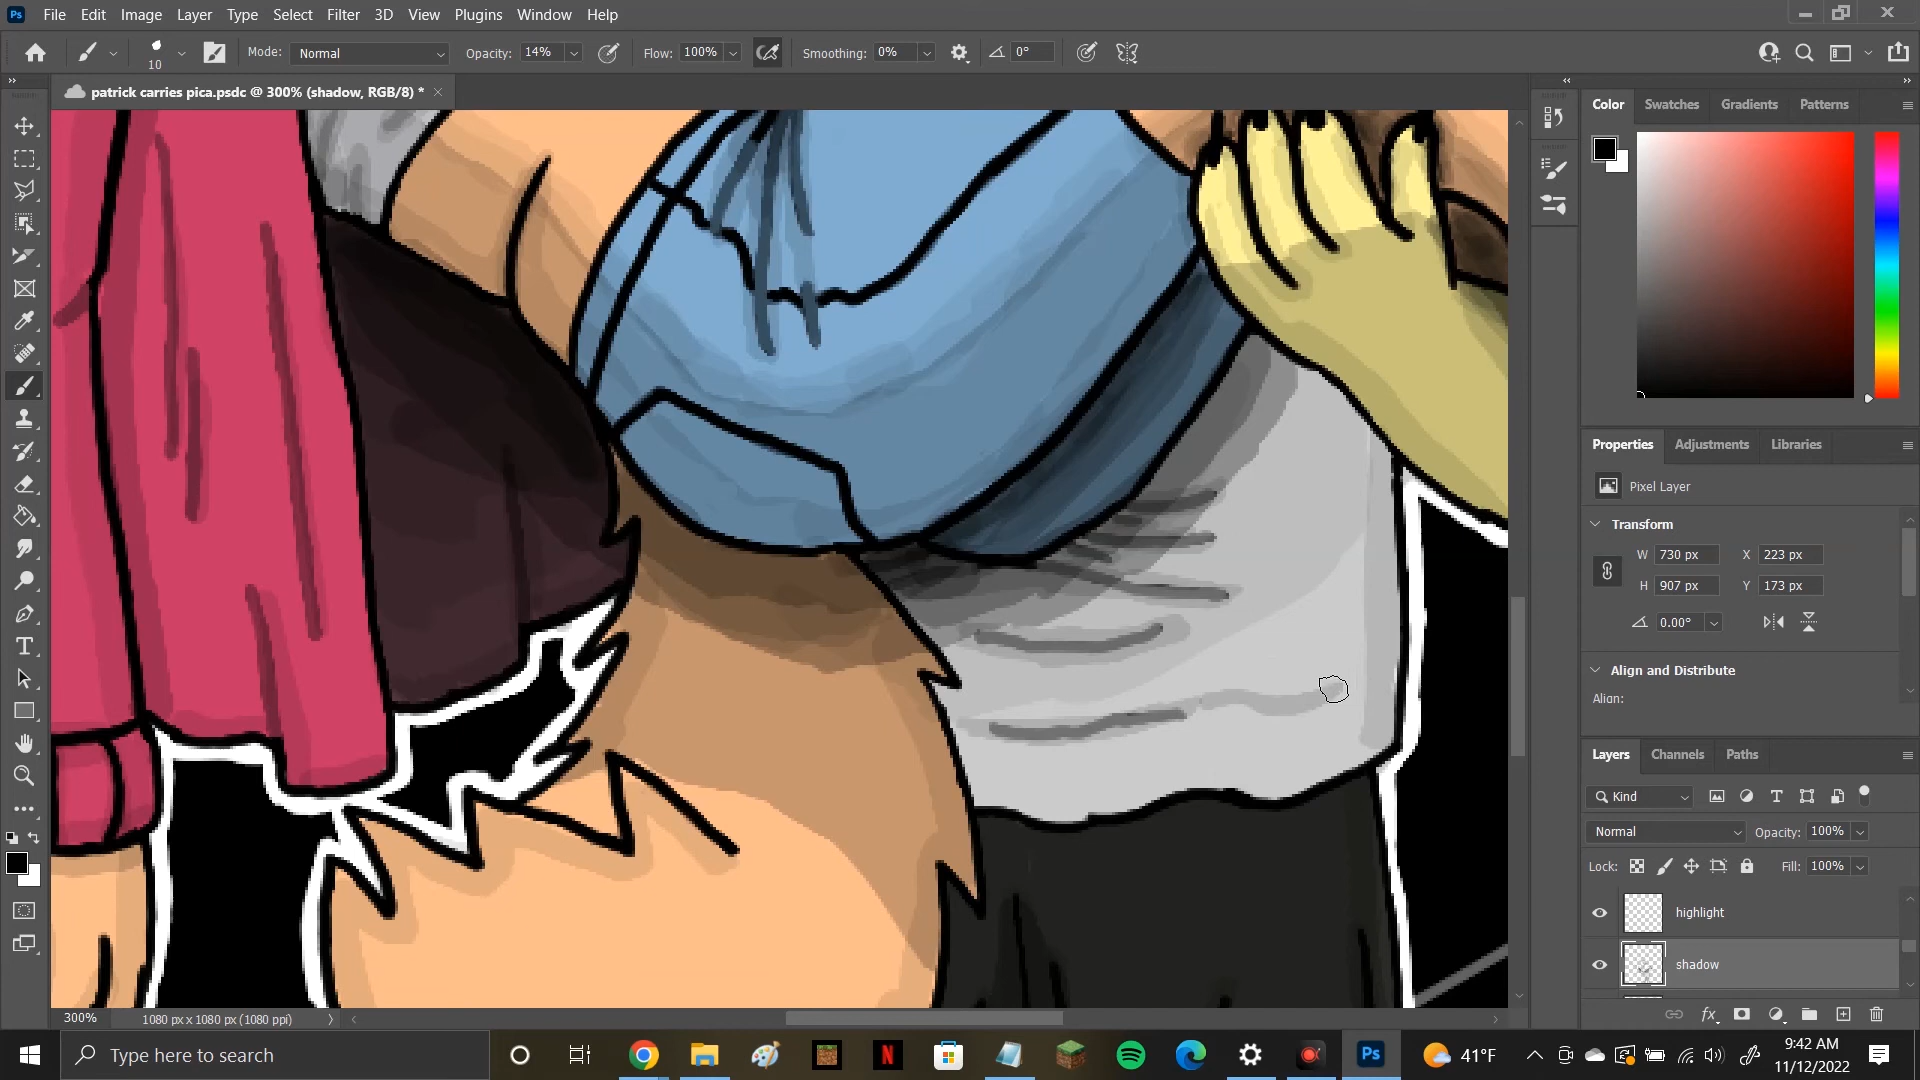 Ps File Edit Image Layer Type Select Filter 3D View Plugins Window Help
10 Mode: Normal Opacity: 14% Flow: 100% Smoothing: 0% 0°
patrick carries pica.psdc @ 300% (shadow, RGB/8) *
Color Swatches Gradients Patterns
Properties Adjustments Libraries
Pixel Layer
Transform
W 730 px X 223 px
H 907 px Y 173 px
0.00°
Align and Distribute
Align:
Layers Channels Paths
Kind
Normal Opacity: 100%
Lock: Fill: 100%
highlight
shadow
fx
300% 1080 px x 1080 px (1080 ppi)
Type here to search
N
Ps
41°F
9:42 AM
11/12/2022